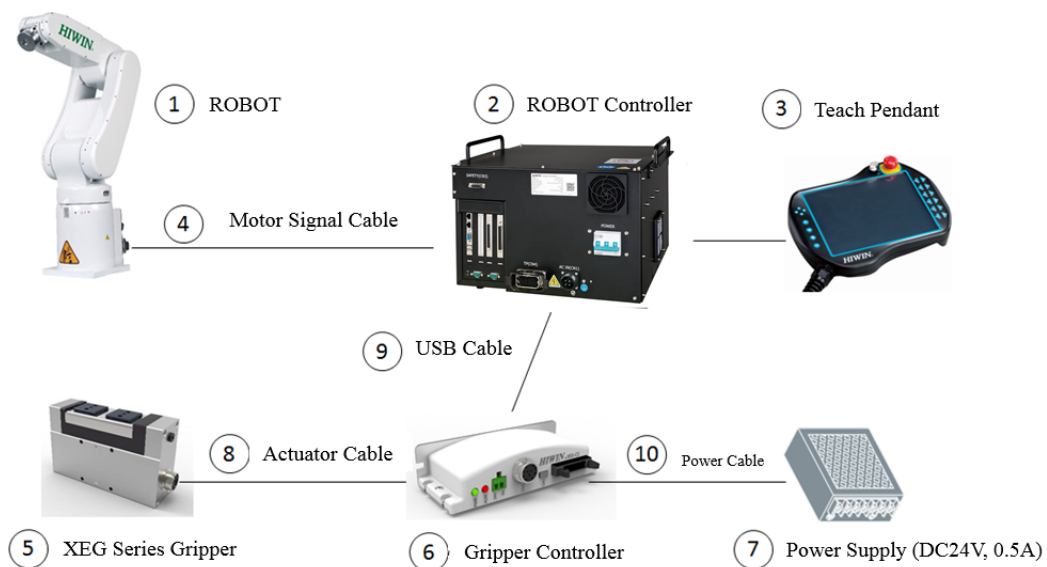 HIWIN
1 ROBOT
2 ROBOT Controller
3 Teach Pendant
4 Motor Signal Cable
POWER
HIWIN
9 USB Cable
8 Actuator Cable
HIWIN
10 Power Cable
5 XEG Series Gripper
6 Gripper Controller
7 Power Supply (DC24V, 0.5A)